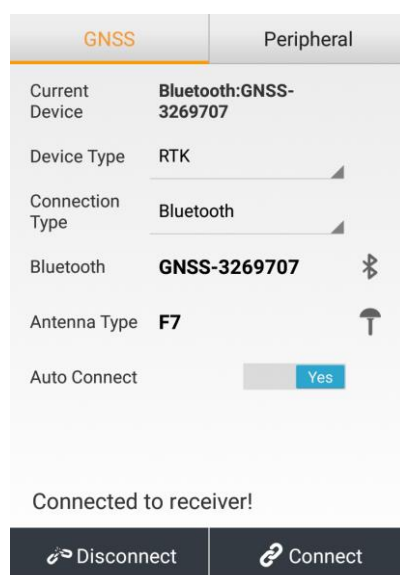 GNSS Peripheral
Current Device Bluetooth:GNSS-3269707
Device Type RTK
Connection Type Bluetooth
Bluetooth GNSS-3269707
Antenna Type F7
Auto Connect Yes
Connected to receiver!
Disconnect Connect